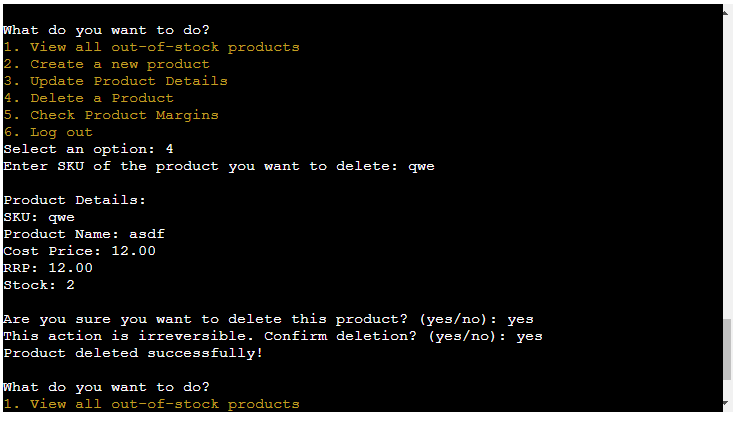 What do you want to do?
1. View all out-of-stock products
2. Create a new product
3. Update Product Details
4. Delete a Product
5. Check Product Margins
6. Log out
Select an option: 4
Enter SKU of the product you want to delete: qwe
Product Details:
SKU: qwe
Product Name: asdf
Cost Price: 12.00
RRP: 12.00
Stock: 2
Are you sure you want to delete this product? (yes/no): yes
This action is irreversible. Confirm deletion? (yes/no): yes
Product deleted successfully!
What do you want to do?
1. View all out-of-stock products